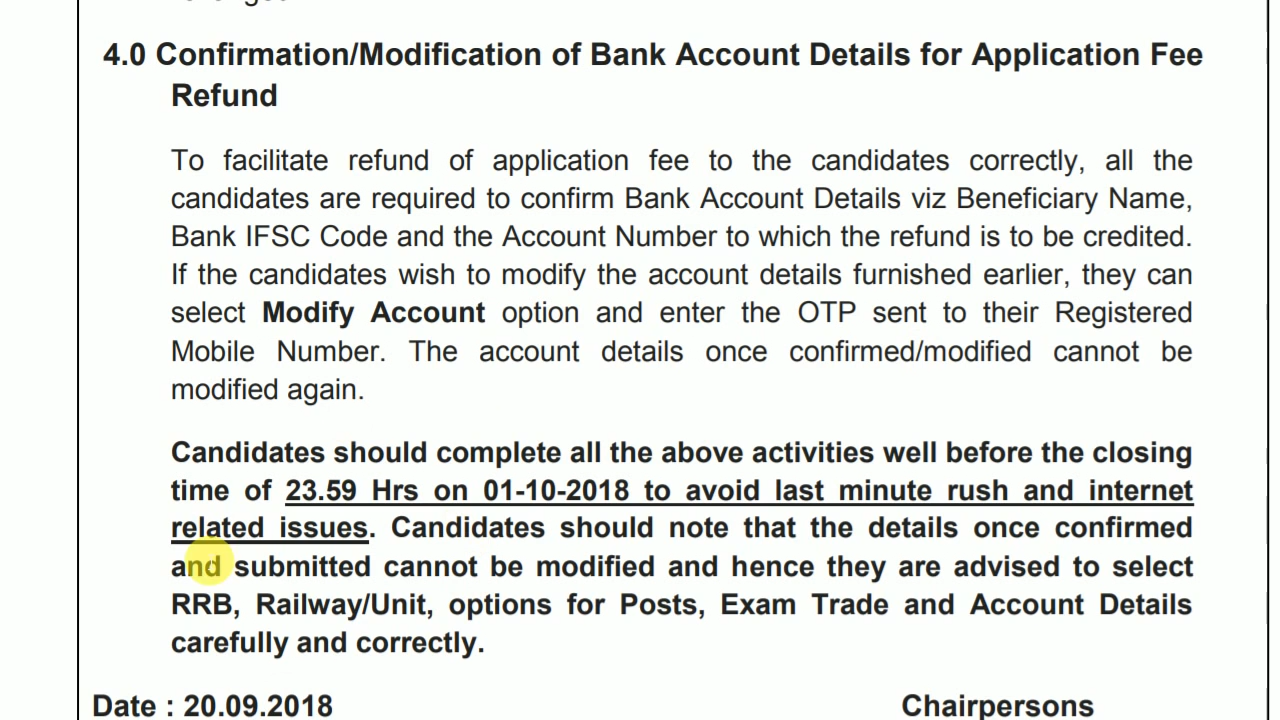 4.0 Confirmation/Modification of Bank Account Details for Application Fee
Refund
To facilitate refund of application fee to the candidates correctly, all the
candidates are required to confirm Bank Account Details viz Beneficiary Name,
Bank IFSC Code and the Account Number to which the refund is to be credited.
If the candidates wish to modify the account details furnished earlier, they can
select Modify Account option and enter the OTP sent to their Registered
Mobile Number. The account details once confirmed/modified cannot be
modified again.
Candidates should complete all the above activities well before the closing
time of 23.59 Hrs on 01-10-2018 to avoid last minute rush and internet
related issues. Candidates should note that the details once confirmed
and submitted cannot be modified and hence they are advised to select
RRB, Railway/Unit, options for Posts, Exam Trade and Account Details
carefully and correctly.
Date : 20.09.2018 Chairpersons